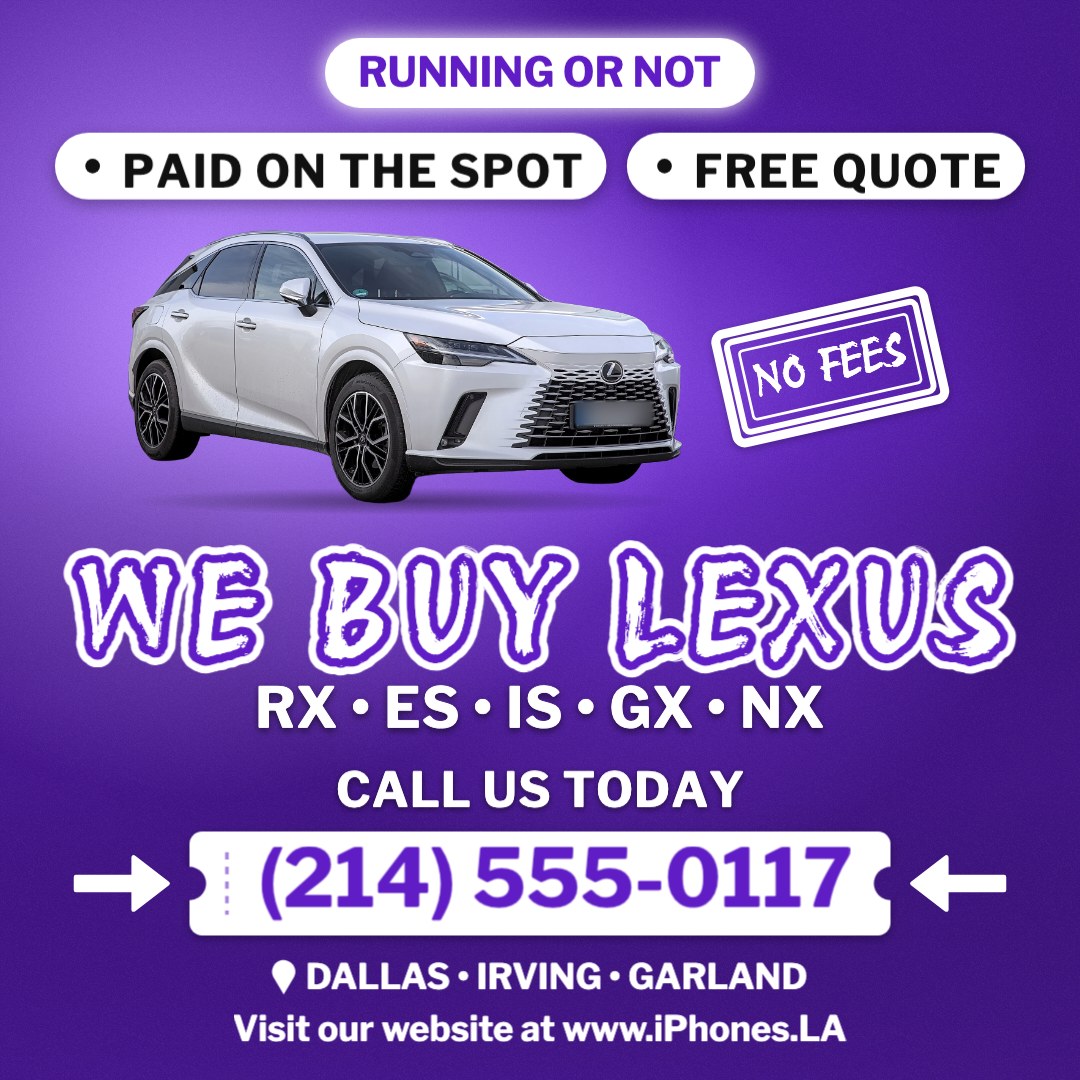 RUNNING OR NOT
• PAID ON THE SPOT • FREE QUOTE
NO FEES
WE BUY LEXUS
RX • ES • IS • GX • NX
CALL US TODAY
(214) 555-0117
DALLAS • IRVING • GARLAND
Visit our website at www.iPhones.LA